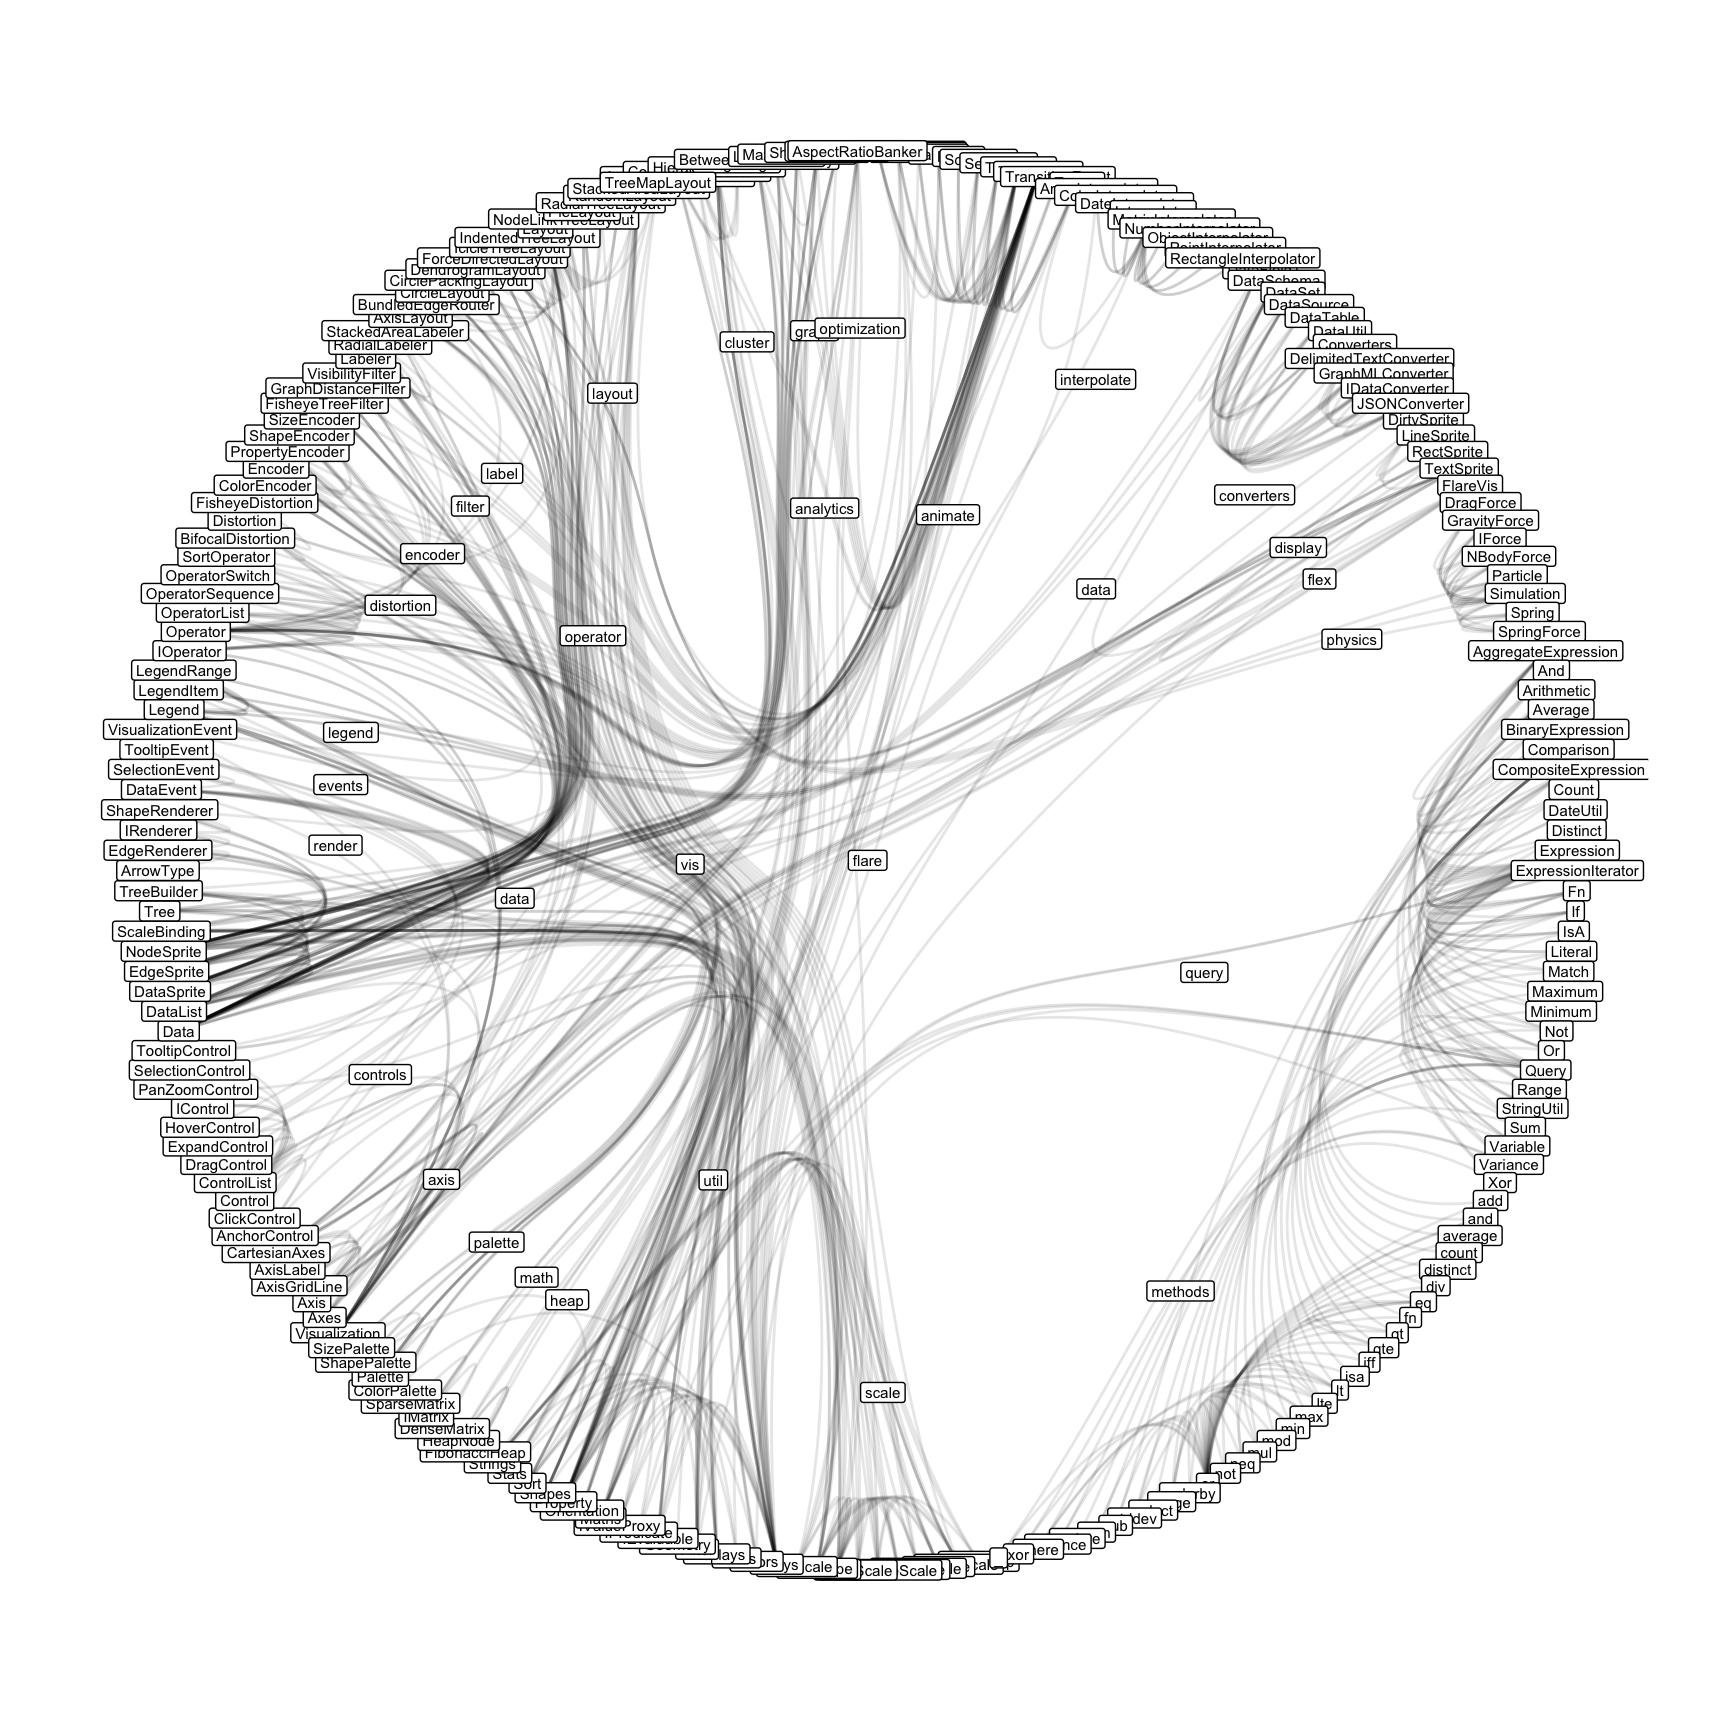 AspectRatioBanker
TreeMapLayout
RadialTreeLayout
NodeLinkTreeLayout
IndentedTreeLayout
IcicleTreeLayout
ForceDirectedLayout
DendrogramLayout
CirclePackingLayout
CircleLayout
BundledEdgeRouter
AxisLayout
StackedAreaLabeler
RadialLabeler
Labeler
VisibilityFilter
GraphDistanceFilter
FisheyeTreeFilter
SizeEncoder
ShapeEncoder
PropertyEncoder
Encoder
ColorEncoder
FisheyeDistortion
Distortion
BifocalDistortion
SortOperator
OperatorSwitch
OperatorSequence
OperatorList
Operator
IOperator
LegendRange
LegendItem
Legend
VisualizationEvent
TooltipEvent
SelectionEvent
DataEvent
ShapeRenderer
IRenderer
EdgeRenderer
ArrowType
TreeBuilder
Tree
ScaleBinding
NodeSprite
EdgeSprite
DataSprite
DataList
Data
TooltipControl
SelectionControl
PanZoomControl
IControl
HoverControl
ExpandControl
DragControl
ControlList
Control
ClickControl
AnchorControl
CartesianAxes
AxisLabel
AxisGridLine
Axis
Axes
Visualization
SizePalette
ShapePalette
Palette
ColorPalette
SparseMatrix
IMatrix
DenseMatrix
HeapNode
FibonacciHeap
Strings
Stats
Sort
Shapes
Property
Orientation
RectangleInterpolator
PointInterpolator
ObjectInterpolator
NumberInterpolator
DataSchema
DataSet
DataSource
DataTable
DataUtil
Converters
DelimitedTextConverter
GraphMLConverter
IDataConverter
JSONConverter
DirtySprite
LineSprite
RectSprite
TextSprite
FlareVis
DragForce
GravityForce
IForce
NBodyForce
Particle
Simulation
Spring
SpringForce
AggregateExpression
And
Arithmetic
Average
BinaryExpression
Comparison
CompositeExpression
Count
DateUtil
Distinct
Expression
ExpressionIterator
Fn
If
IsA
Literal
Match
Maximum
Minimum
Not
Or
Query
Range
StringUtil
Sum
Variable
Variance
Xor
add
and
average
count
distinct
div
eq
fn
gt
gte
iff
isa
lt
lte
max
min
mod
mul
neq
not
xor
cluster
optimization
layout
interpolate
label
filter
analytics
animate
converters
encoder
display
flex
distortion
data
operator
physics
legend
events
render
vis
flare
data
query
controls
axis
util
palette
math
heap
methods
scale